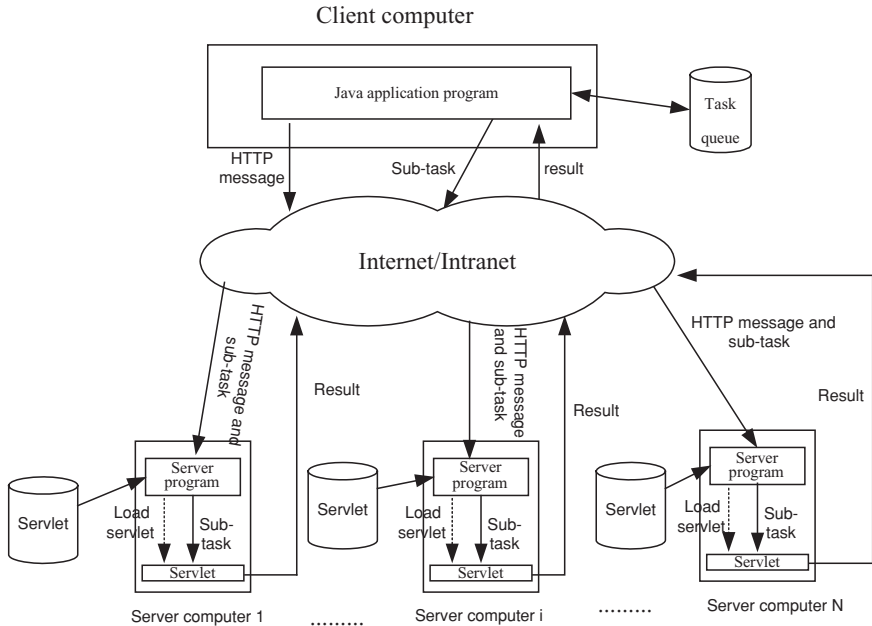 Client computer
Java application program
Task
queue
HTTP
message
Sub-task
result
Internet/Intranet
HTTP message and
sub-task
Result
HTTP message
and sub-task
Result
HTTP message and
sub-task
Result
Servlet
Server
program
Load
servlet
Sub-
task
Servlet
Server computer 1
.........
Servlet
Server
program
Load
servlet
Sub-
task
Servlet
Server computer i
.........
Servlet
Server
program
Load
servlet
Sub-
task
Servlet
Server computer N